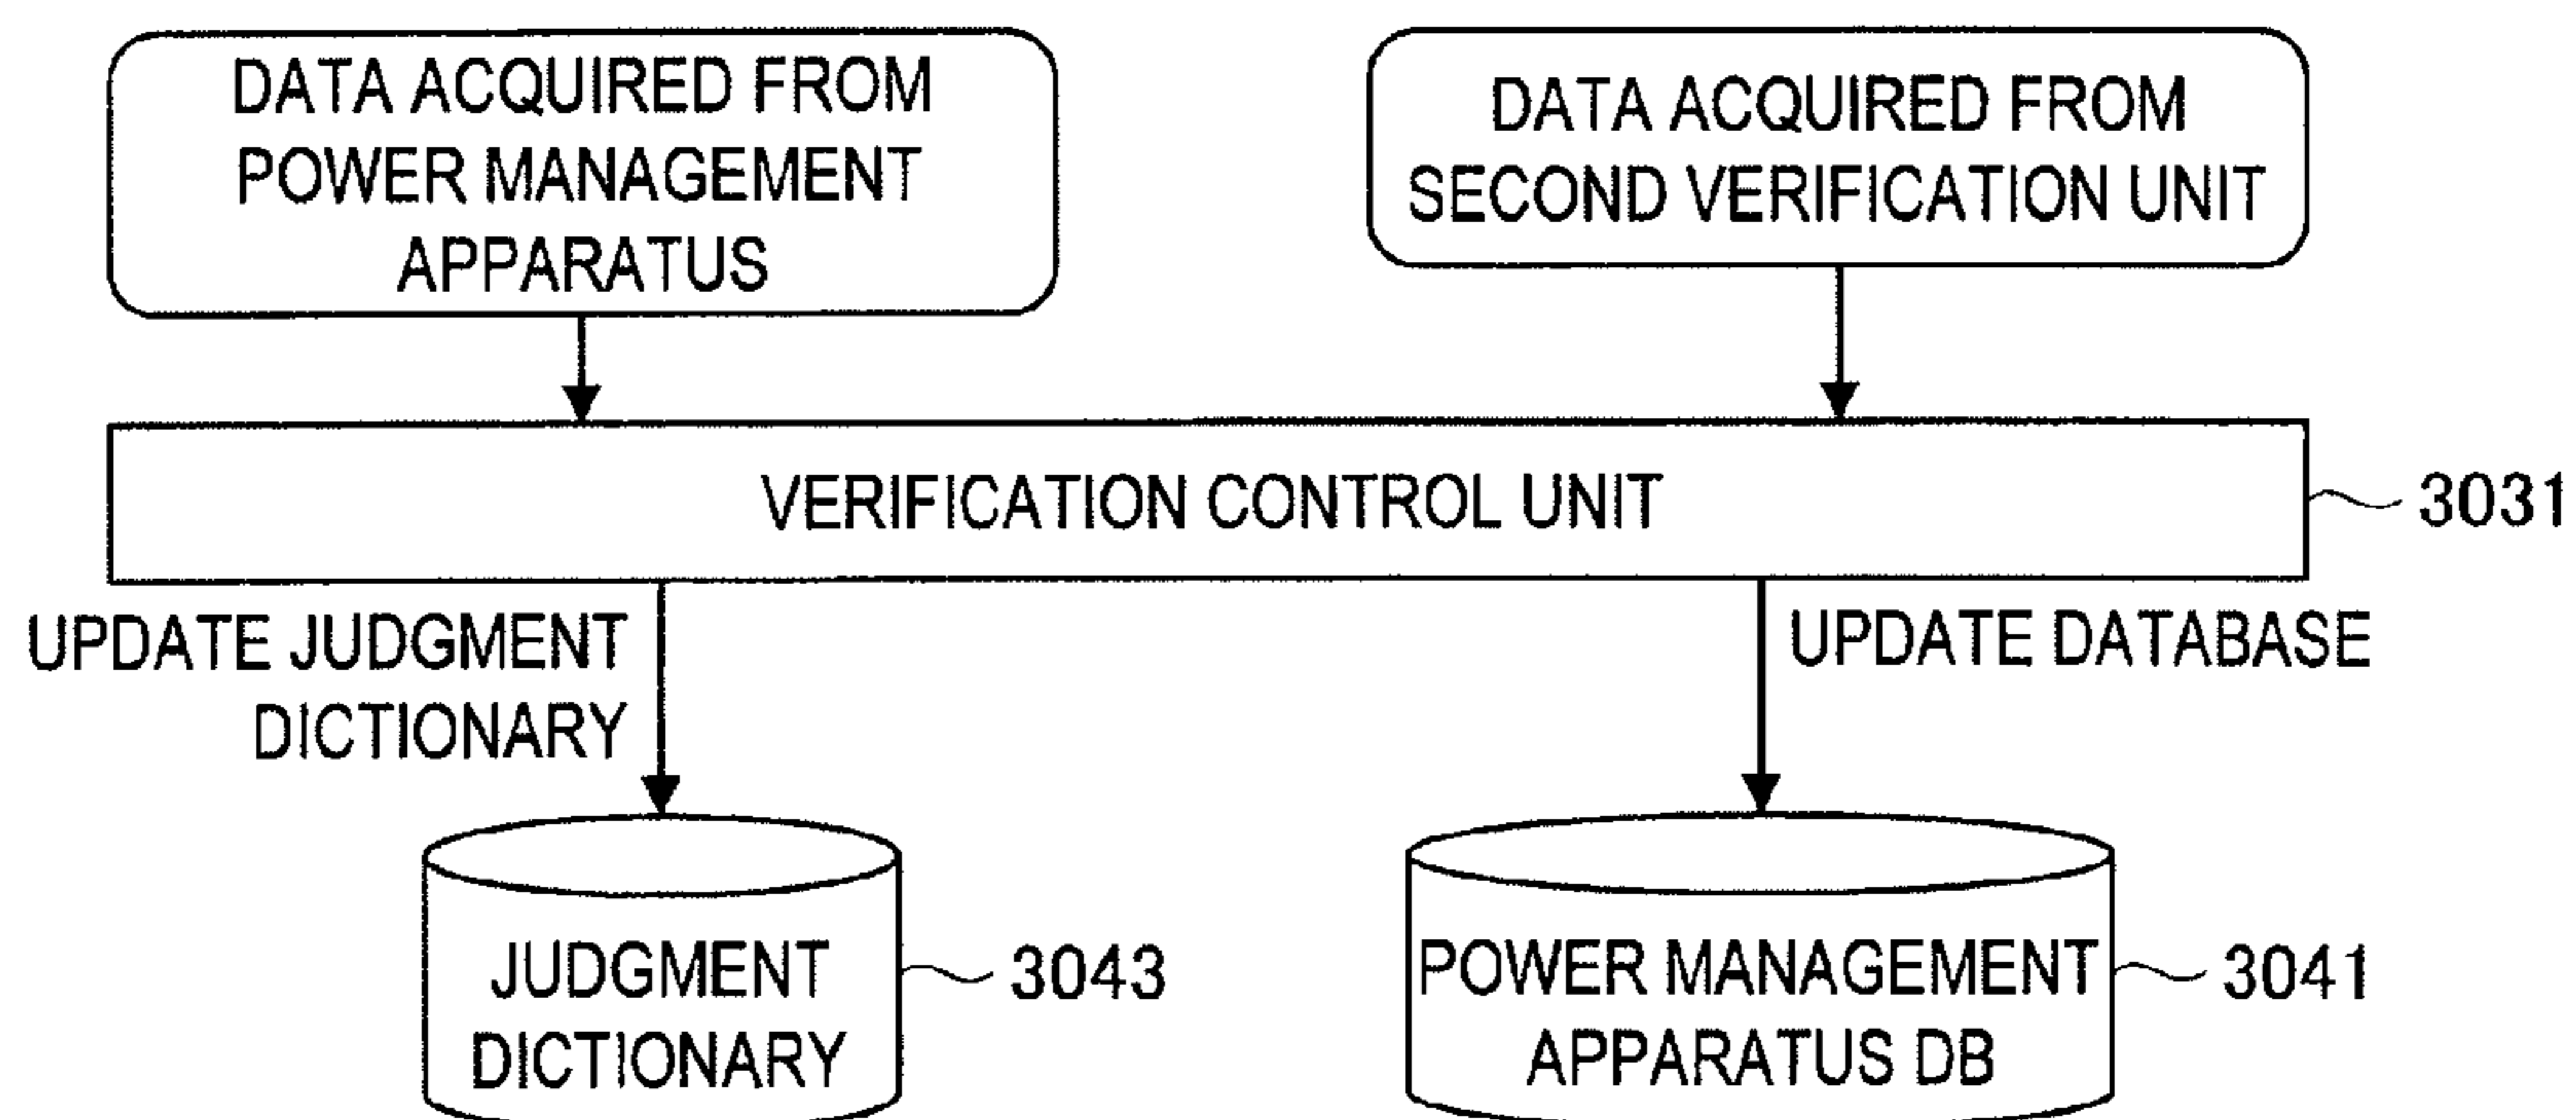 DATA ACQUIRED FROM
POWER MANAGEMENT
APPARATUS
DATA ACQUIRED FROM
SECOND VERIFICATION UNIT
VERIFICATION CONTROL UNIT
3031
UPDATE JUDGMENT
DICTIONARY
UPDATE DATABASE
JUDGMENT
DICTIONARY
3043
POWER MANAGEMENT
APPARATUS DB
3041